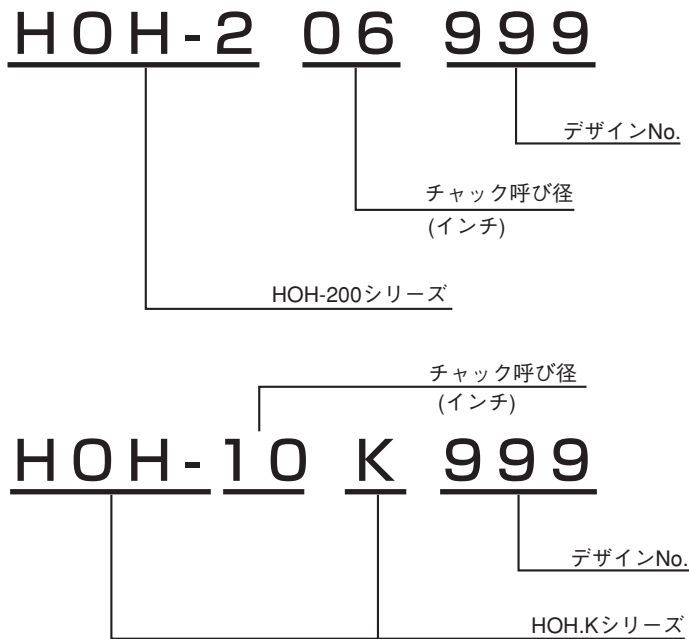 HOH-2 06 999
デザインNo.
チャック呼び径
(インチ)
HOH-200シリーズ
チャック呼び径
(インチ)
HOH-10 K 999
デザインNo.
HOH.Kシリーズ